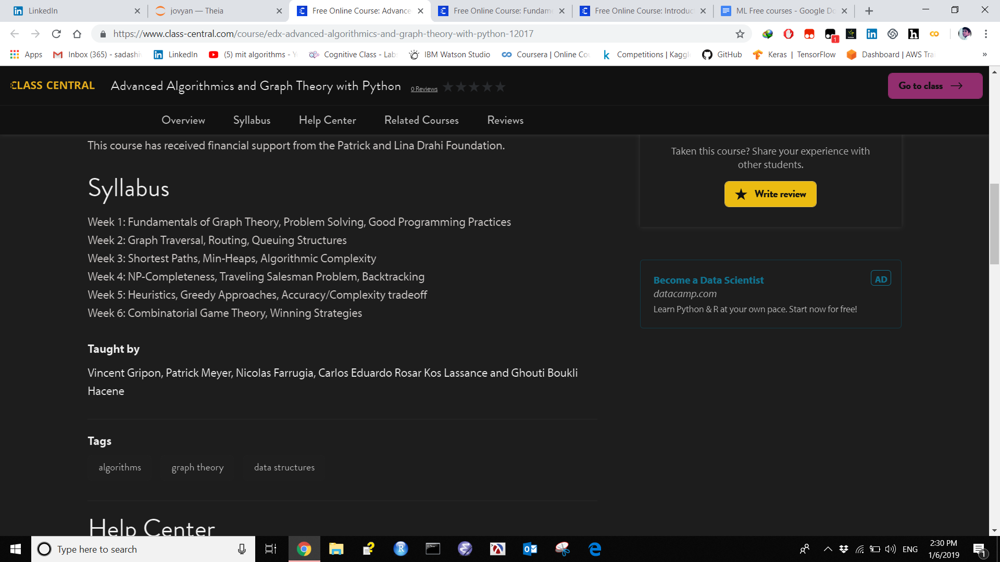 LinkedIn
jovyan — Theia
Free Online Course: Advance
Free Online Course: Fundam
Free Online Course: Introduc
ML Free courses - Google Do
https://www.class-central.com/course/edx-advanced-algorithmics-and-graph-theory-with-python-12017
1
Apps
Inbox (365) - sadashi
LinkedIn
(5) mit algorithms - Y
Cognitive Class - Lab
IBM Watson Studio
Coursera | Online Co
Competitions | Kaggl
GitHub
Keras | TensorFlow
Dashboard | AWS Tra
»
CLASS CENTRAL
Advanced Algorithmics and Graph Theory with Python
0 Reviews
Go to class
Overview
Syllabus
Help Center
Related Courses
Reviews
This course has received financial support from the Patrick and Lina Drahi Foundation.
Taken this course? Share your experience with
other students.
Write review
Syllabus
Week 1: Fundamentals of Graph Theory, Problem Solving, Good Programming Practices
Week 2: Graph Traversal, Routing, Queuing Structures
Week 3: Shortest Paths, Min-Heaps, Algorithmic Complexity
Week 4: NP-Completeness, Traveling Salesman Problem, Backtracking
Week 5: Heuristics, Greedy Approaches, Accuracy/Complexity tradeoff
Week 6: Combinatorial Game Theory, Winning Strategies
Become a Data Scientist
AD
datacamp.com
Learn Python & R at your own pace. Start now for free!
Taught by
Vincent Gripon, Patrick Meyer, Nicolas Farrugia, Carlos Eduardo Rosar Kos Lassance and Ghouti Boukli
Hacene
Tags
algorithms
graph theory
data structures
Help Center
Type here to search
ENG
2:30 PM
1/6/2019
1